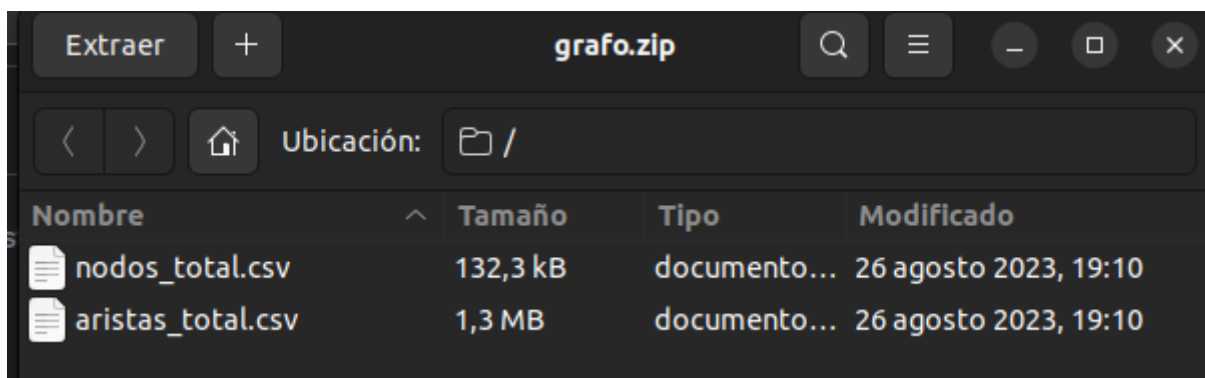 Extraer + grafo.zip
Ubicación: /
Nombre Tamaño Tipo Modificado
nodos_total.csv 132,3 kB documento... 26 agosto 2023, 19:10
aristas_total.csv 1,3 MB documento... 26 agosto 2023, 19:10